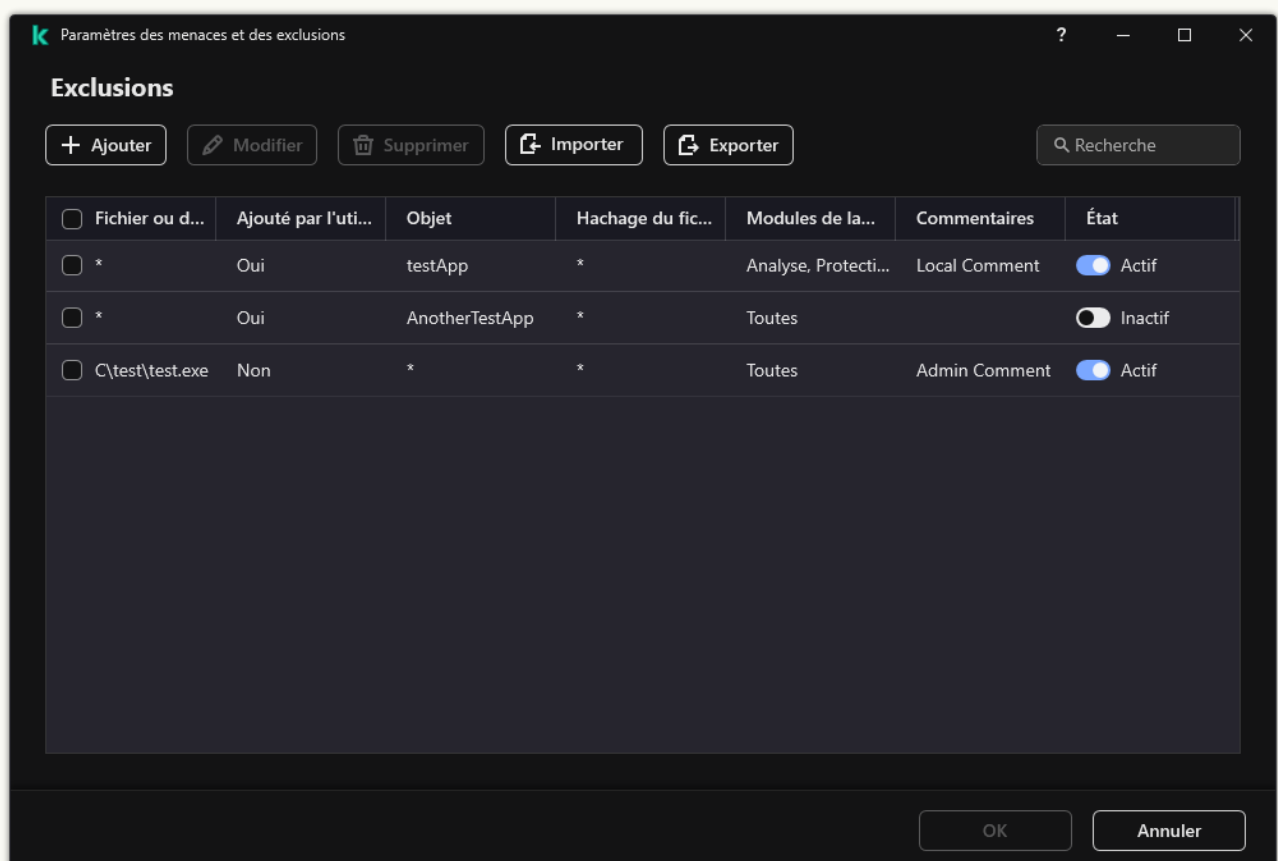 Paramètres des menaces et des exclusions ?
Exclusions
Ajouter Modifier Supprimer Importer Exporter Recherche
Fichier ou d... Ajouté par l'uti... Objet Hachage du fic... Modules de la... Commentaires État
* Oui testApp * Analyse, Protecti... Local Comment Actif
* Oui AnotherTestApp * Toutes Inactif
C\test\test.exe Non * * Toutes Admin Comment Actif
OK Annuler